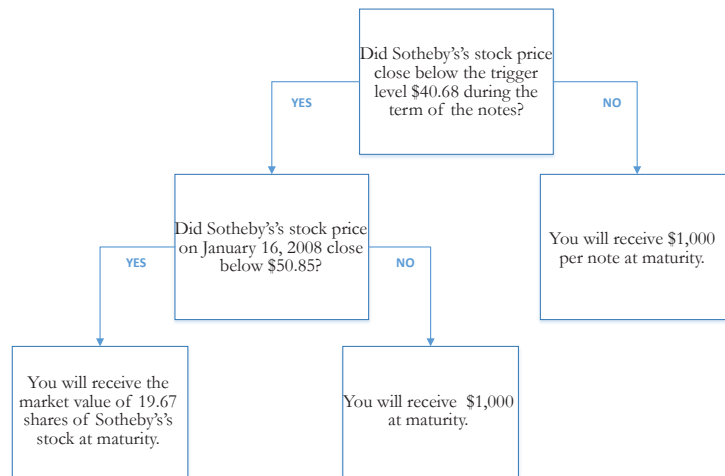 Did Sotheby's's stock price
close below the trigger
level $40.68 during the
term of the notes?
YES
NO
Did Sotheby's's stock price
on January 16, 2008 close
below $50.85?
You will receive $1,000
per note at maturity.
YES
NO
You will receive the
market value of 19.67
shares of Sotheby's's
stock at maturity.
You will receive $1,000
at maturity.